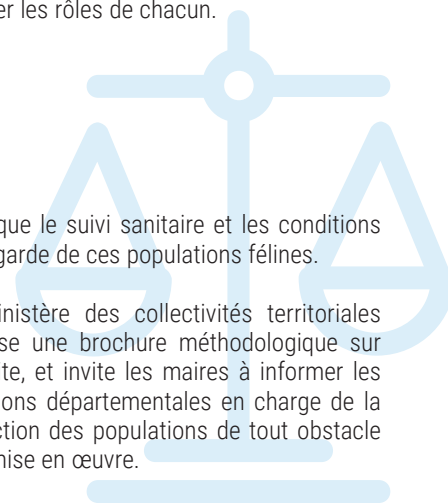 er les rôles de chacun.
que le suivi sanitaire et les conditions
garde de ces populations félines.
inistère des collectivités territoriales
se une brochure méthodologique sur
te, et invite les maires à informer les
ions départementales en charge de la
ction des populations de tout obstacle
mise en œuvre.